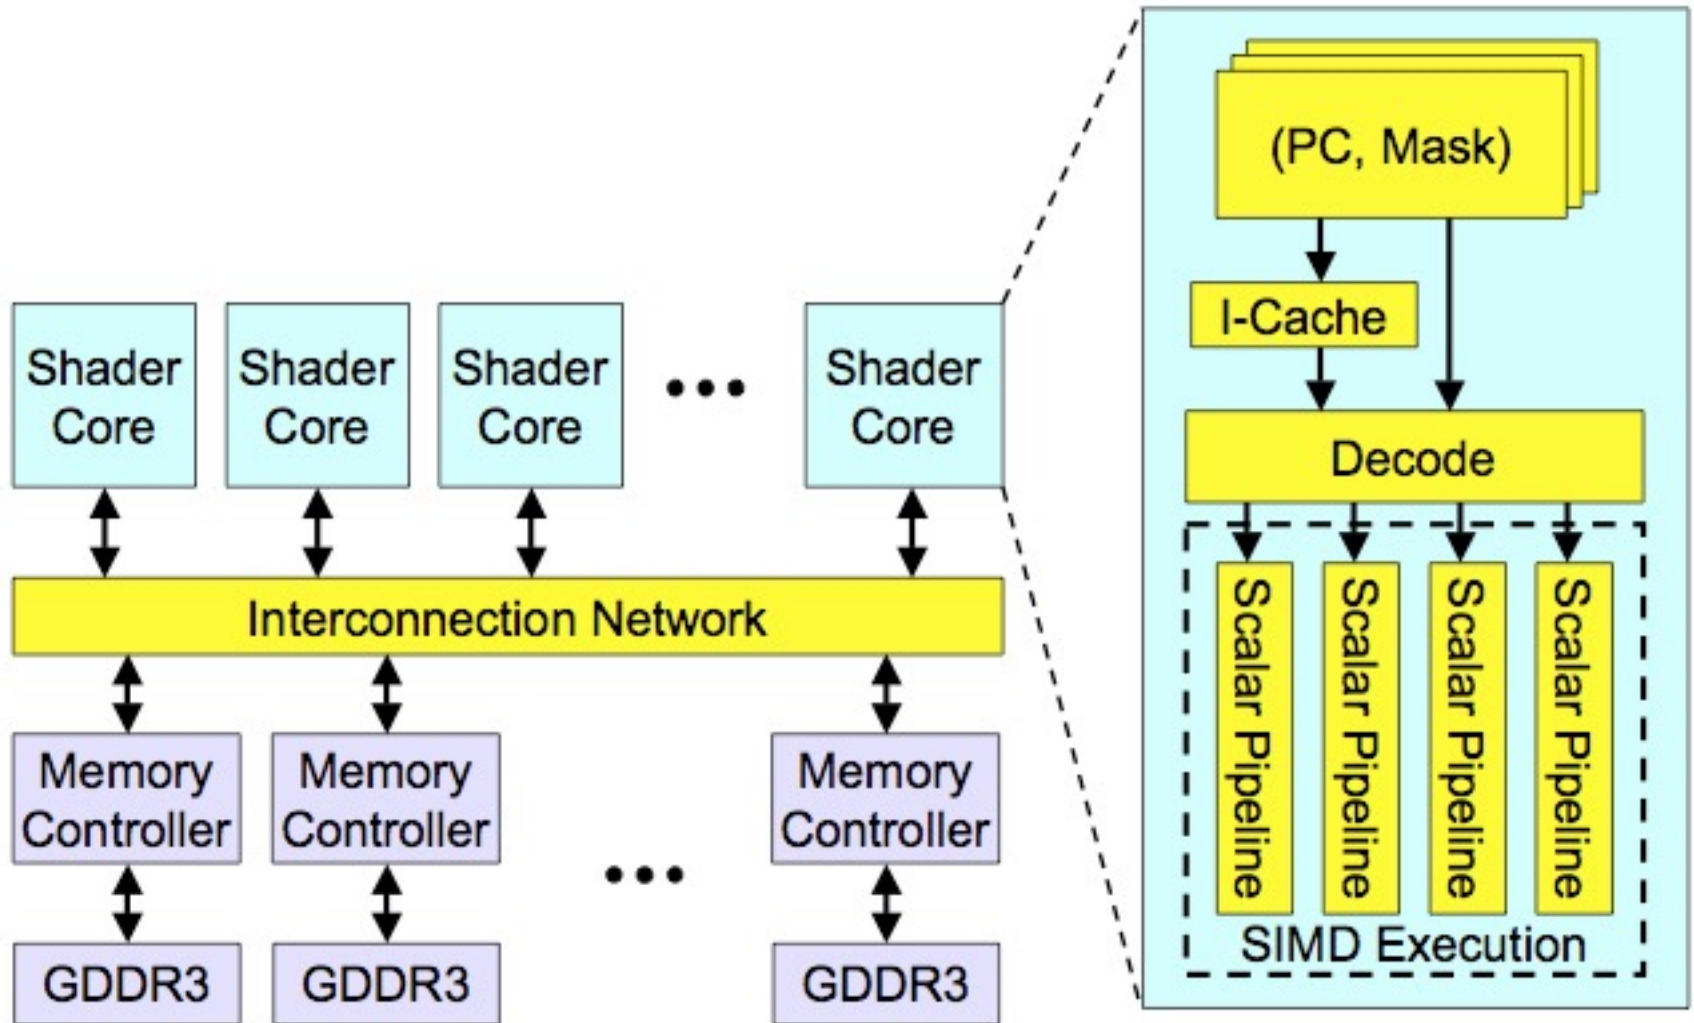 Shader
Core
Shader
Core
Shader
Core
Shader
Core
Interconnection Network
Memory
Controller
Memory
Controller
Memory
Controller
GDDR3
GDDR3
GDDR3
(PC, Mask)
I-Cache
Decode
Scalar Pipeline
Scalar Pipeline
Scalar Pipeline
Scalar Pipeline
SIMD Execution